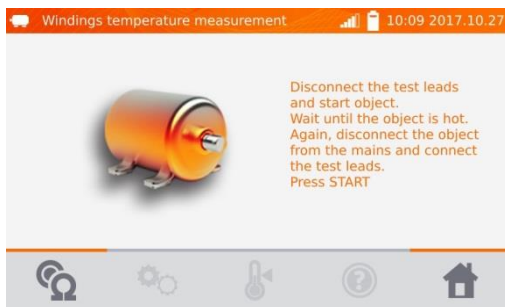 Windings temperature measurement 10:09 2017.10.27
Disconnect the test leads
and start object.
Wait until the object is hot.
Again, disconnect the object
from the mains and connect
the test leads.
Press START
Ω
?